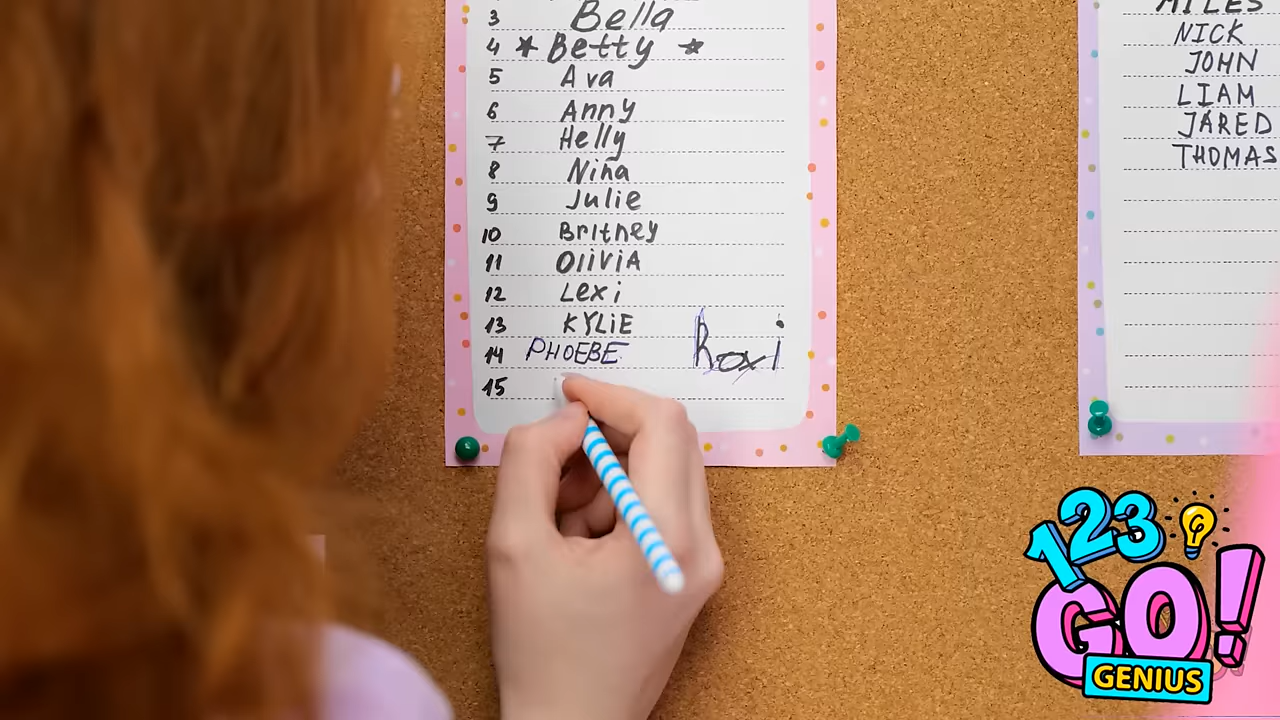 3 Bella
4 * Betty *
5 Ava
6 Anny
7 Helly
8 Nina
9 Julie
10 Britney
11 OliviA
12 Lexi
13 KYLiE
14 PHOEBE Roxi
15
MILES
NICK
JOHN
LIAM
JARED
THOMAS
123
GO!
GENIUS